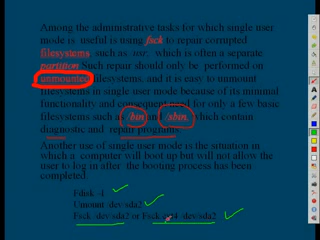 Among the administrative tasks for which single user
mode is useful is using fsck to repair corrupted
filesystems, such as /usr, which is often a separate
partition. Such repair should only be performed on
unmounted filesystems, and it is easy to unmount
filesystems in single user mode because of its minimal
functionality and consequent need for only a few basic
filesystems such as /bin and /sbin, which contain
diagnostic and repair programs.
Another use of single user mode is the situation in
which a computer will boot up but will not allow the
user to log in after the booting process has been
completed.
Fdisk -l
Umount /dev/sda2
Fsck /dev/sda2 or Fsck /dev/sda2